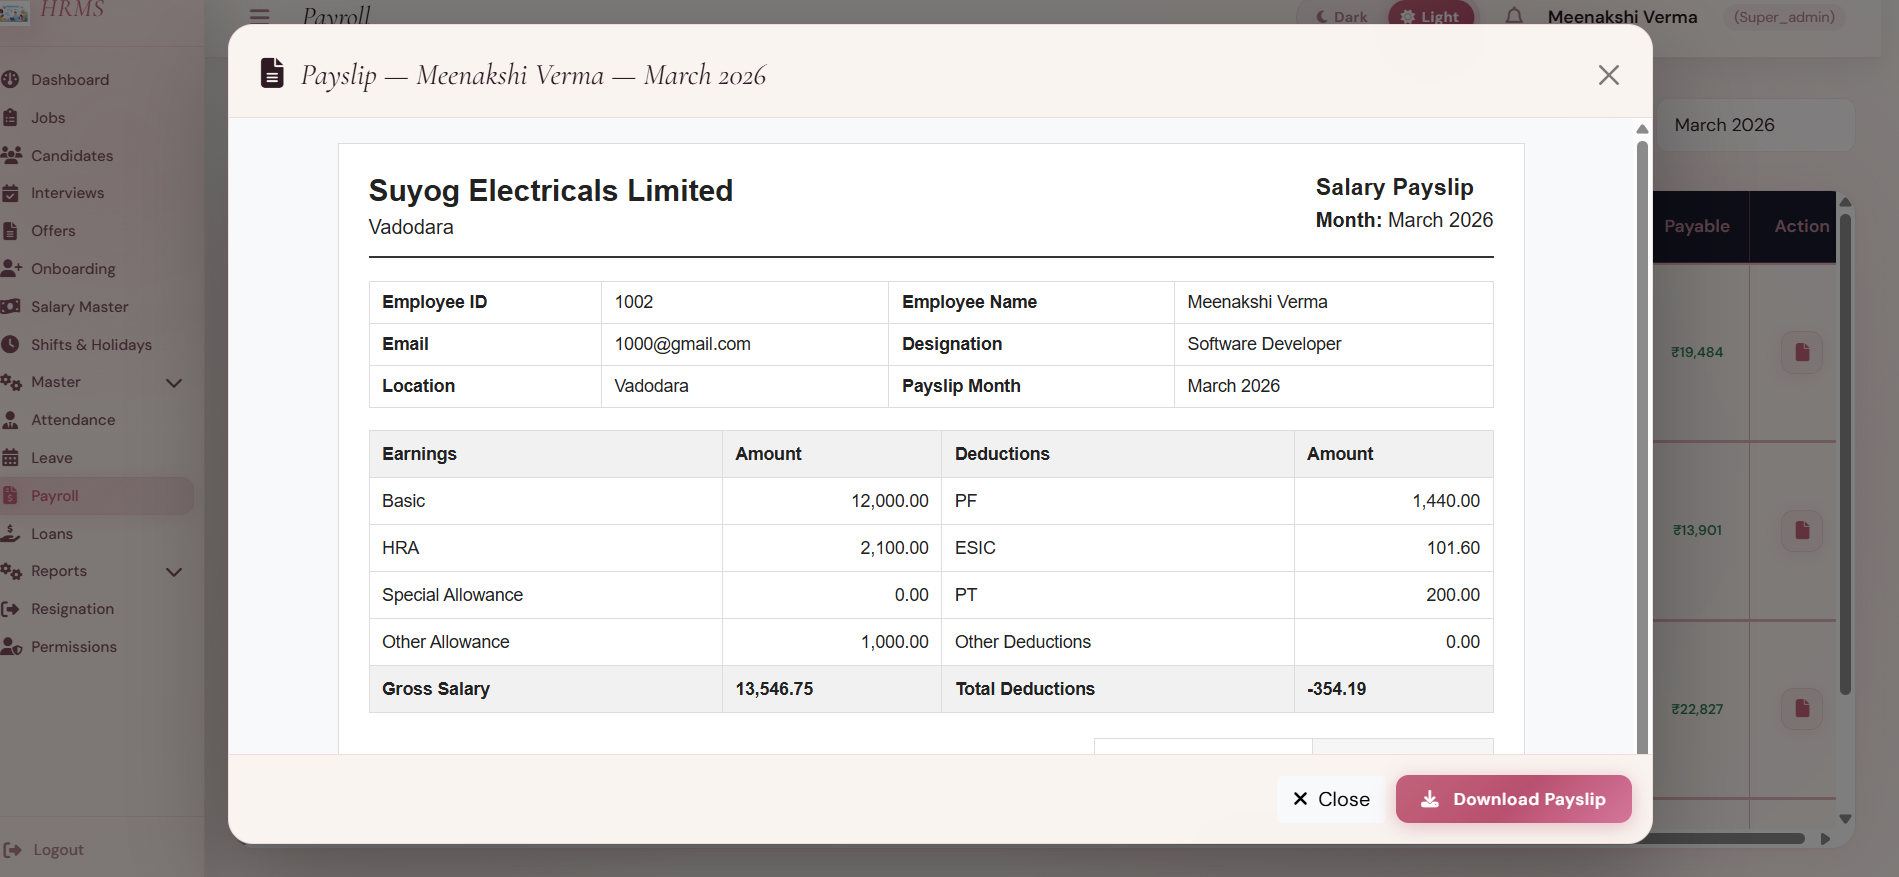 HRMS
Payroll
Dark
Light
Meenakshi Verma
(Super_admin)
Dashboard
Jobs
Candidates
Interviews
Offers
Onboarding
Salary Master
Shifts & Holidays
Master
Attendance
Leave
Payroll
Loans
Reports
Resignation
Permissions
Logout
Payslip — Meenakshi Verma — March 2026
Suyog Electricals Limited
Vadodara
Salary Payslip
Month: March 2026
Employee ID 1002 Employee Name Meenakshi Verma
Email 1000@gmail.com Designation Software Developer
Location Vadodara Payslip Month March 2026
Earnings Amount Deductions Amount
Basic 12,000.00 PF 1,440.00
HRA 2,100.00 ESIC 101.60
Special Allowance 0.00 PT 200.00
Other Allowance 1,000.00 Other Deductions 0.00
Gross Salary 13,546.75 Total Deductions -354.19
Close
Download Payslip
March 2026
Payable Action
₹19,484
₹13,901
₹22,827